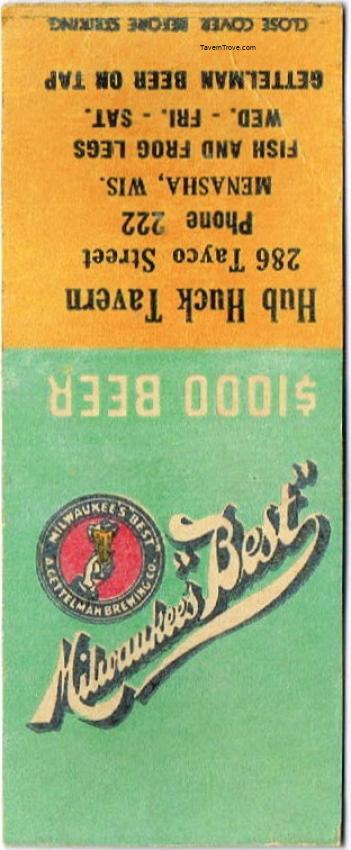 Hub Huck Tavern
286 Tayco Street
Phone 222
MENASHA, WIS.
FISH AND FROG LEGS
WED. - FRI. - SAT.
GETTELMAN BEER ON TAP
CLOSE COVER BEFORE STRIKING
TavernTrove.com
$1000 BEER
MILWAUKEE'S "BEST"
A. GETTELMAN BREWING CO.
Milwaukee's "Best"